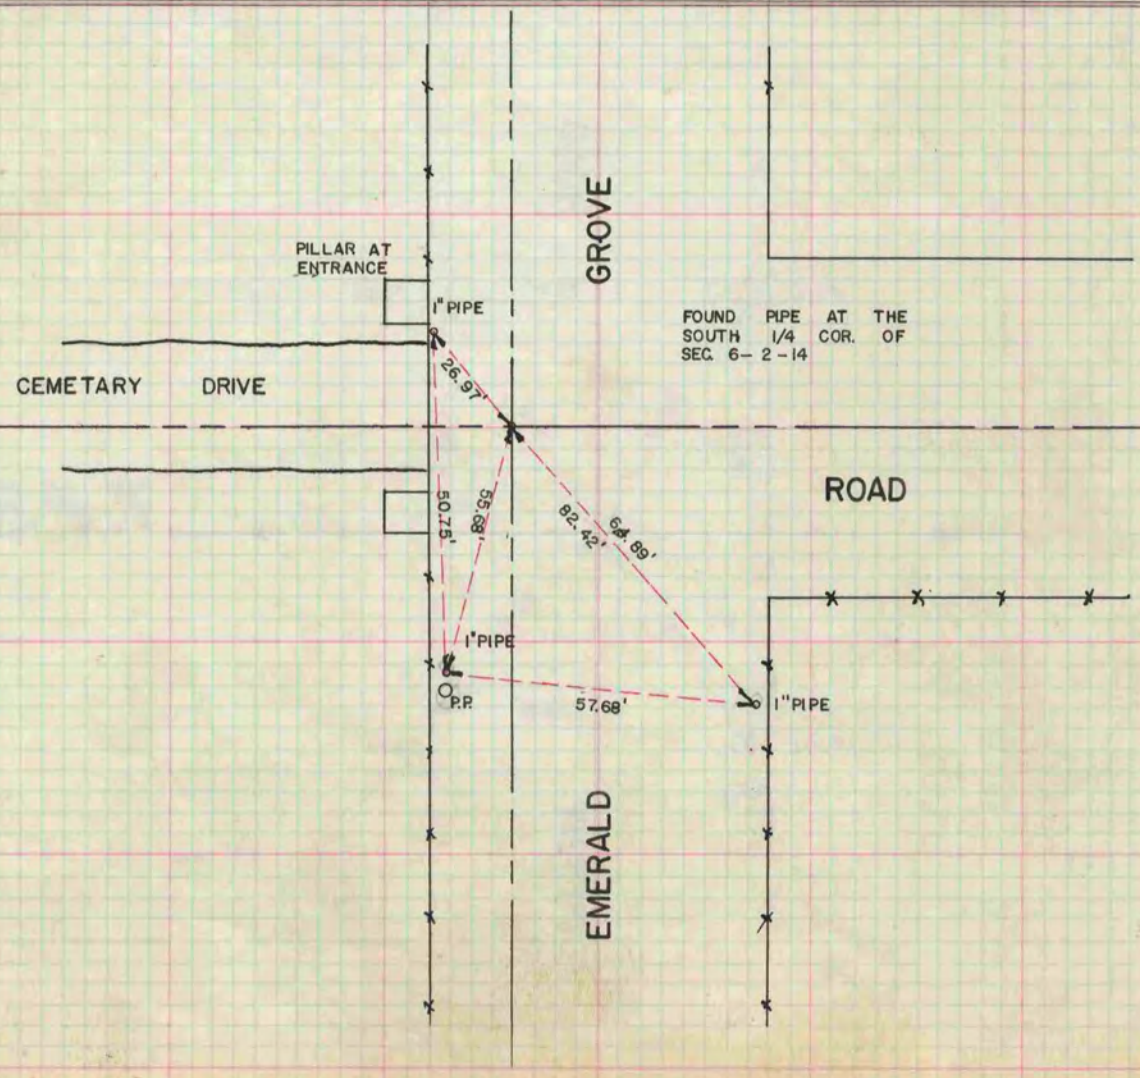 GROVE
PILLAR AT
ENTRANCE
1" PIPE
FOUND PIPE AT THE
SOUTH 1/4 COR. OF
SEC. 6-2-14
26.97'
CEMETARY DRIVE
ROAD
50.75'
55.68'
82.42'
1" PIPE
P.P.
57.68'
1" PIPE
EMERALD